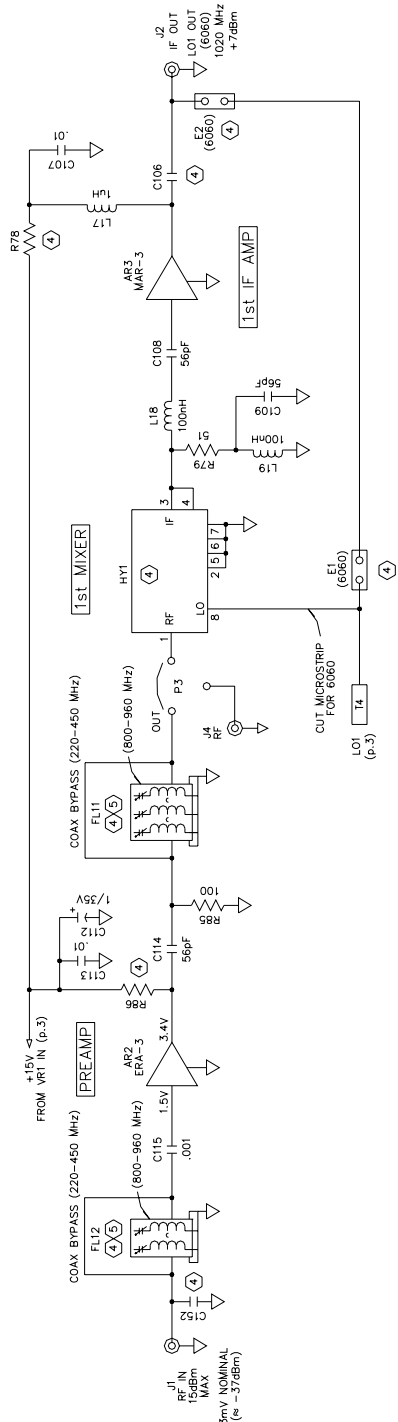 +15V
FROM VR1 IN (p.3)
R78
4
C107
.01
L17
1uH
COAX BYPASS (220-450 MHz)
FL12
4 5
(800-960 MHz)
J1
RF IN
15dBm
MAX
3mV NOMINAL
(≈ -37dBm)
C152
4
C115
.001
PREAMP
AR2
ERA-3
1.5V
3.4V
R86
4
C113
.01
C112
1/35V
+
C114
56pF
R85
100
COAX BYPASS (220-450 MHz)
FL11
4 5
(800-960 MHz)
OUT
P3
J4
RF
1st MIXER
HY1
4
RF
1
IF
3
4
LO
8
2 5 6 7
R79
51
L18
100nH
L19
100nH
C109
56pF
C108
56pF
AR3
MAR-3
1st IF AMP
C106
4
J2
IF OUT
LO1 OUT
(6060)
1020 MHz
+7dBm
E2
(6060)
4
E1
(6060)
4
CUT MICROSTRIP
FOR 6060
T4
LO1
(p.3)